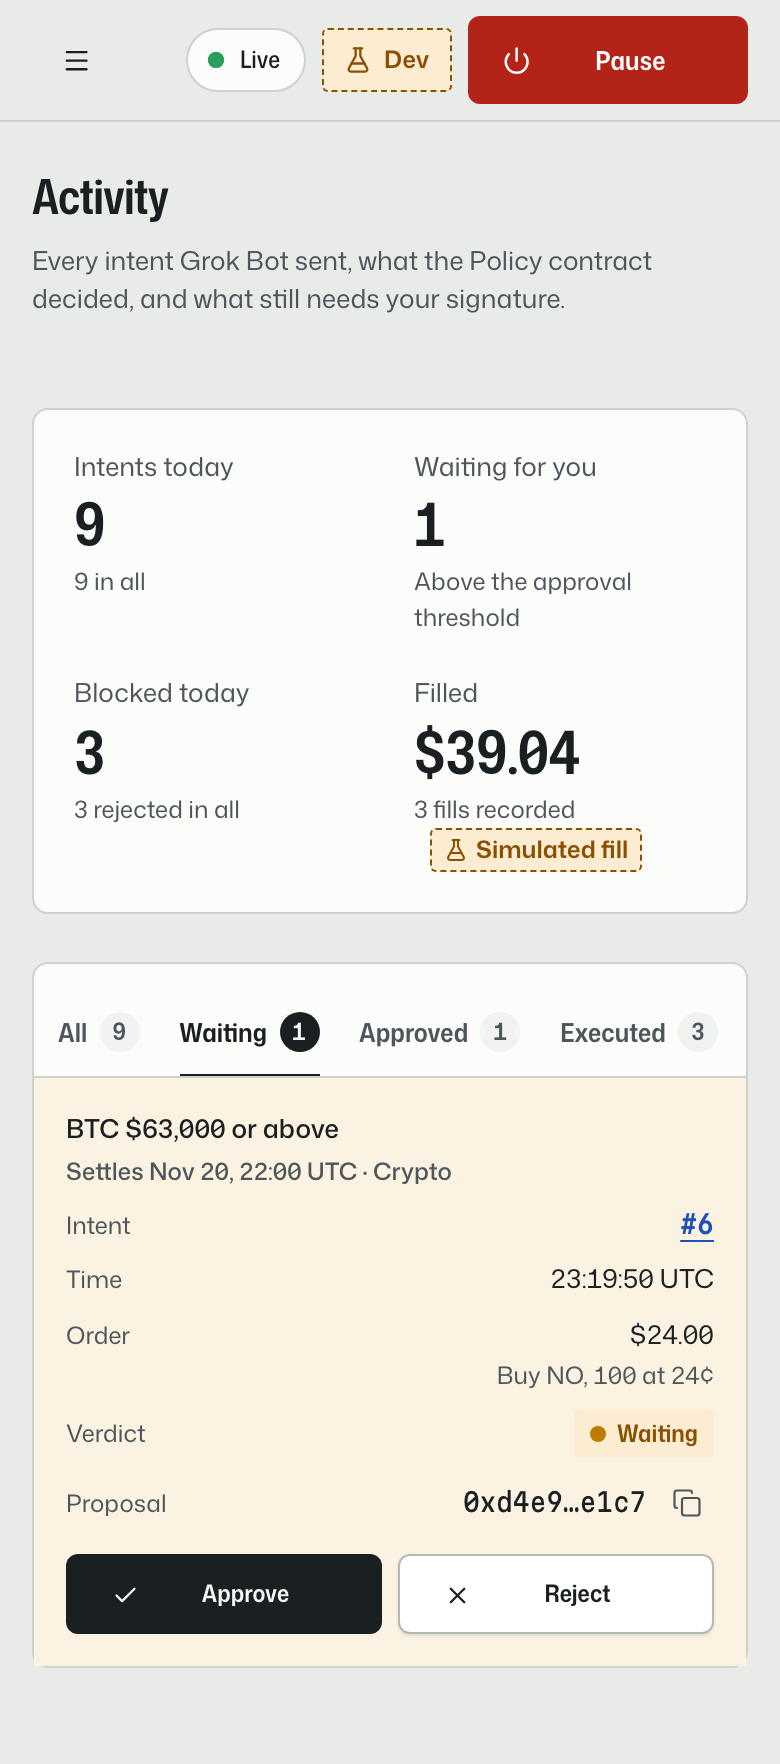 Live
Dev
Pause
Activity
Every intent Grok Bot sent, what the Policy contract
decided, and what still needs your signature.
Intents today
9
9 in all
Waiting for you
1
Above the approval
threshold
Blocked today
3
3 rejected in all
Filled
$39.04
3 fills recorded
Simulated fill
All 9
Waiting 1
Approved 1
Executed 3
BTC $63,000 or above
Settles Nov 20, 22:00 UTC · Crypto
Intent #6
Time 23:19:50 UTC
Order $24.00
Buy NO, 100 at 24¢
Verdict Waiting
Proposal 0xd4e9…e1c7
Approve
Reject